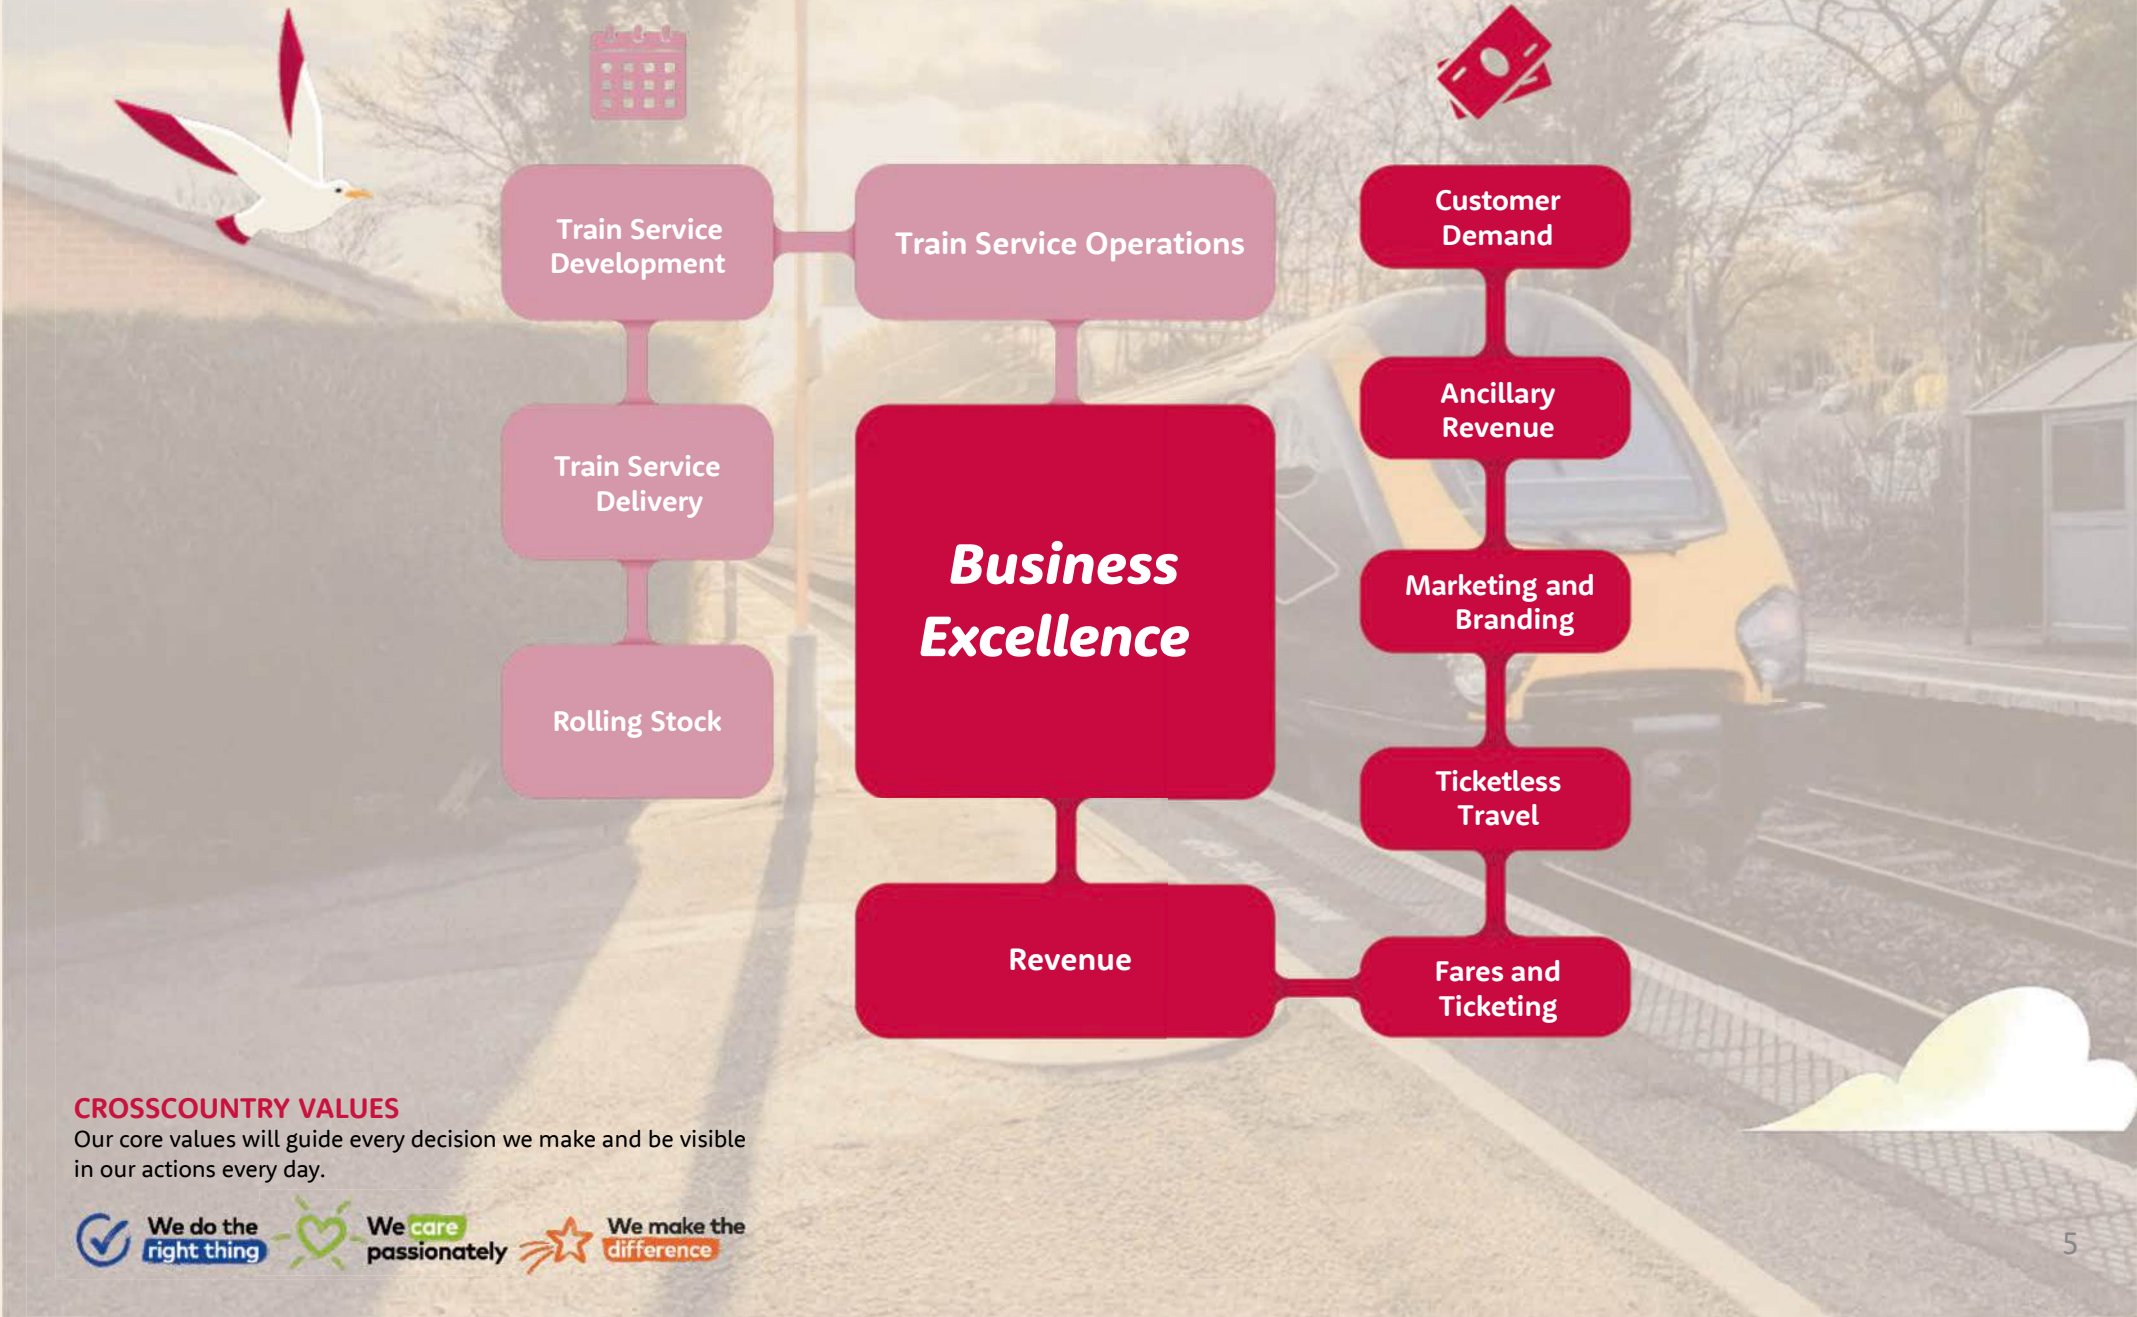 Train Service
Development
Train Service Operations
Customer
Demand
Ancillary
Revenue
Train Service
Delivery
Business
Excellence
Marketing and
Branding
Rolling Stock
Ticketless
Travel
Revenue
Fares and
Ticketing
CROSSCOUNTRY VALUES
Our core values will guide every decision we make and be visible
in our actions every day.
We do the
right thing
We care
passionately
We make the
difference
5